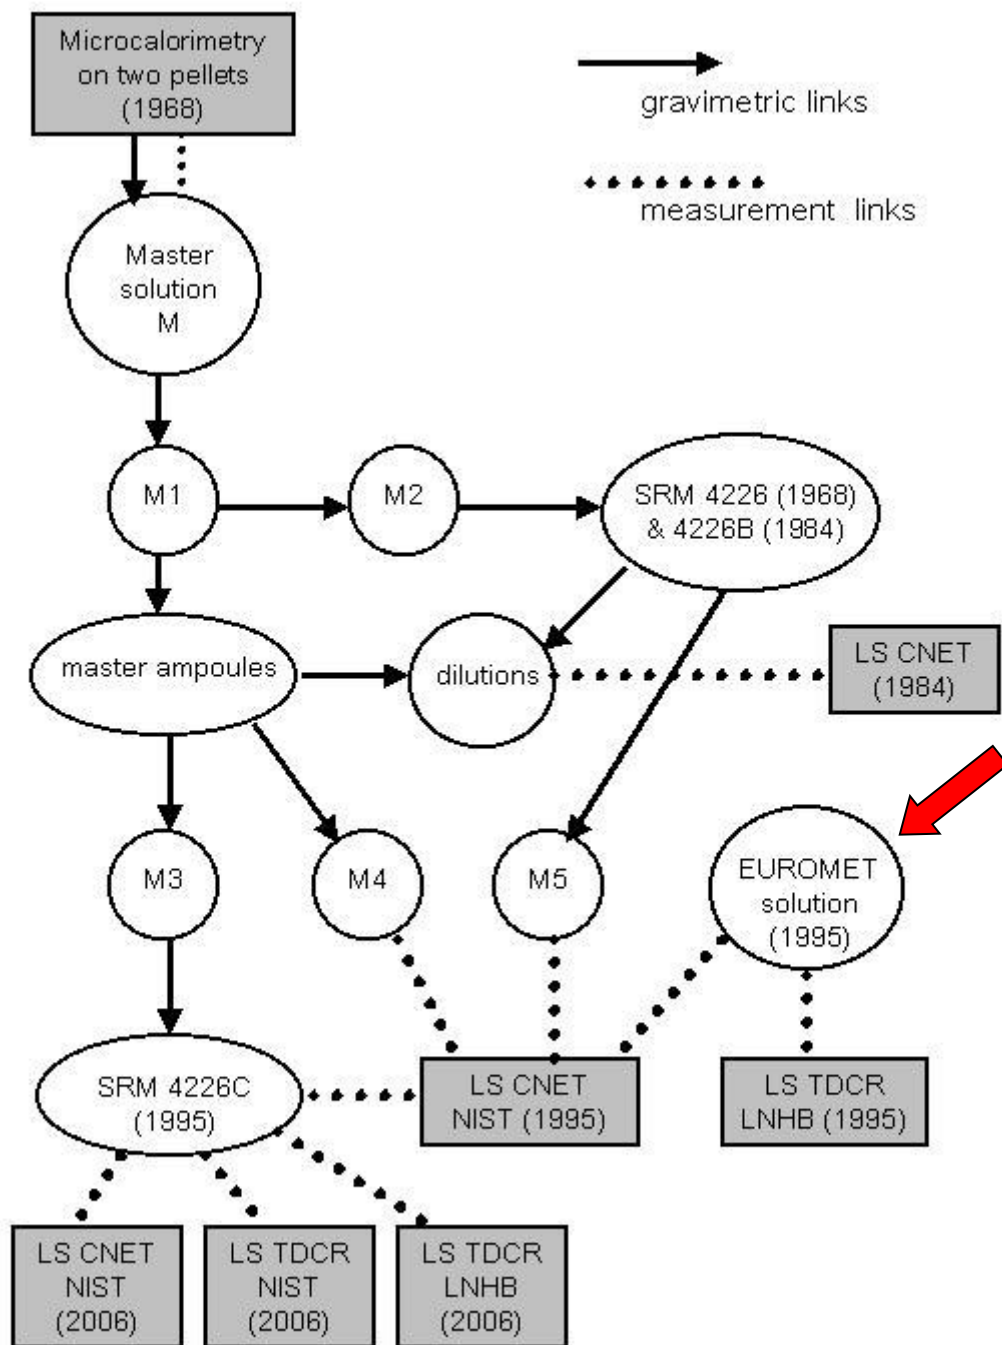 Microcalorimetry
on two pellets
(1968)
gravimetric links
measurement links
Master
solution
M
M1
M2
SRM 4226 (1968)
& 4226B (1984)
master ampoules
dilutions
LS CNET
(1984)
M3
M4
M5
EUROMET
solution
(1995)
SRM 4226C
(1995)
LS CNET
NIST (1995)
LS TDCR
LNHB (1995)
LS CNET
NIST
(2006)
LS TDCR
NIST
(2006)
LS TDCR
LNHB
(2006)